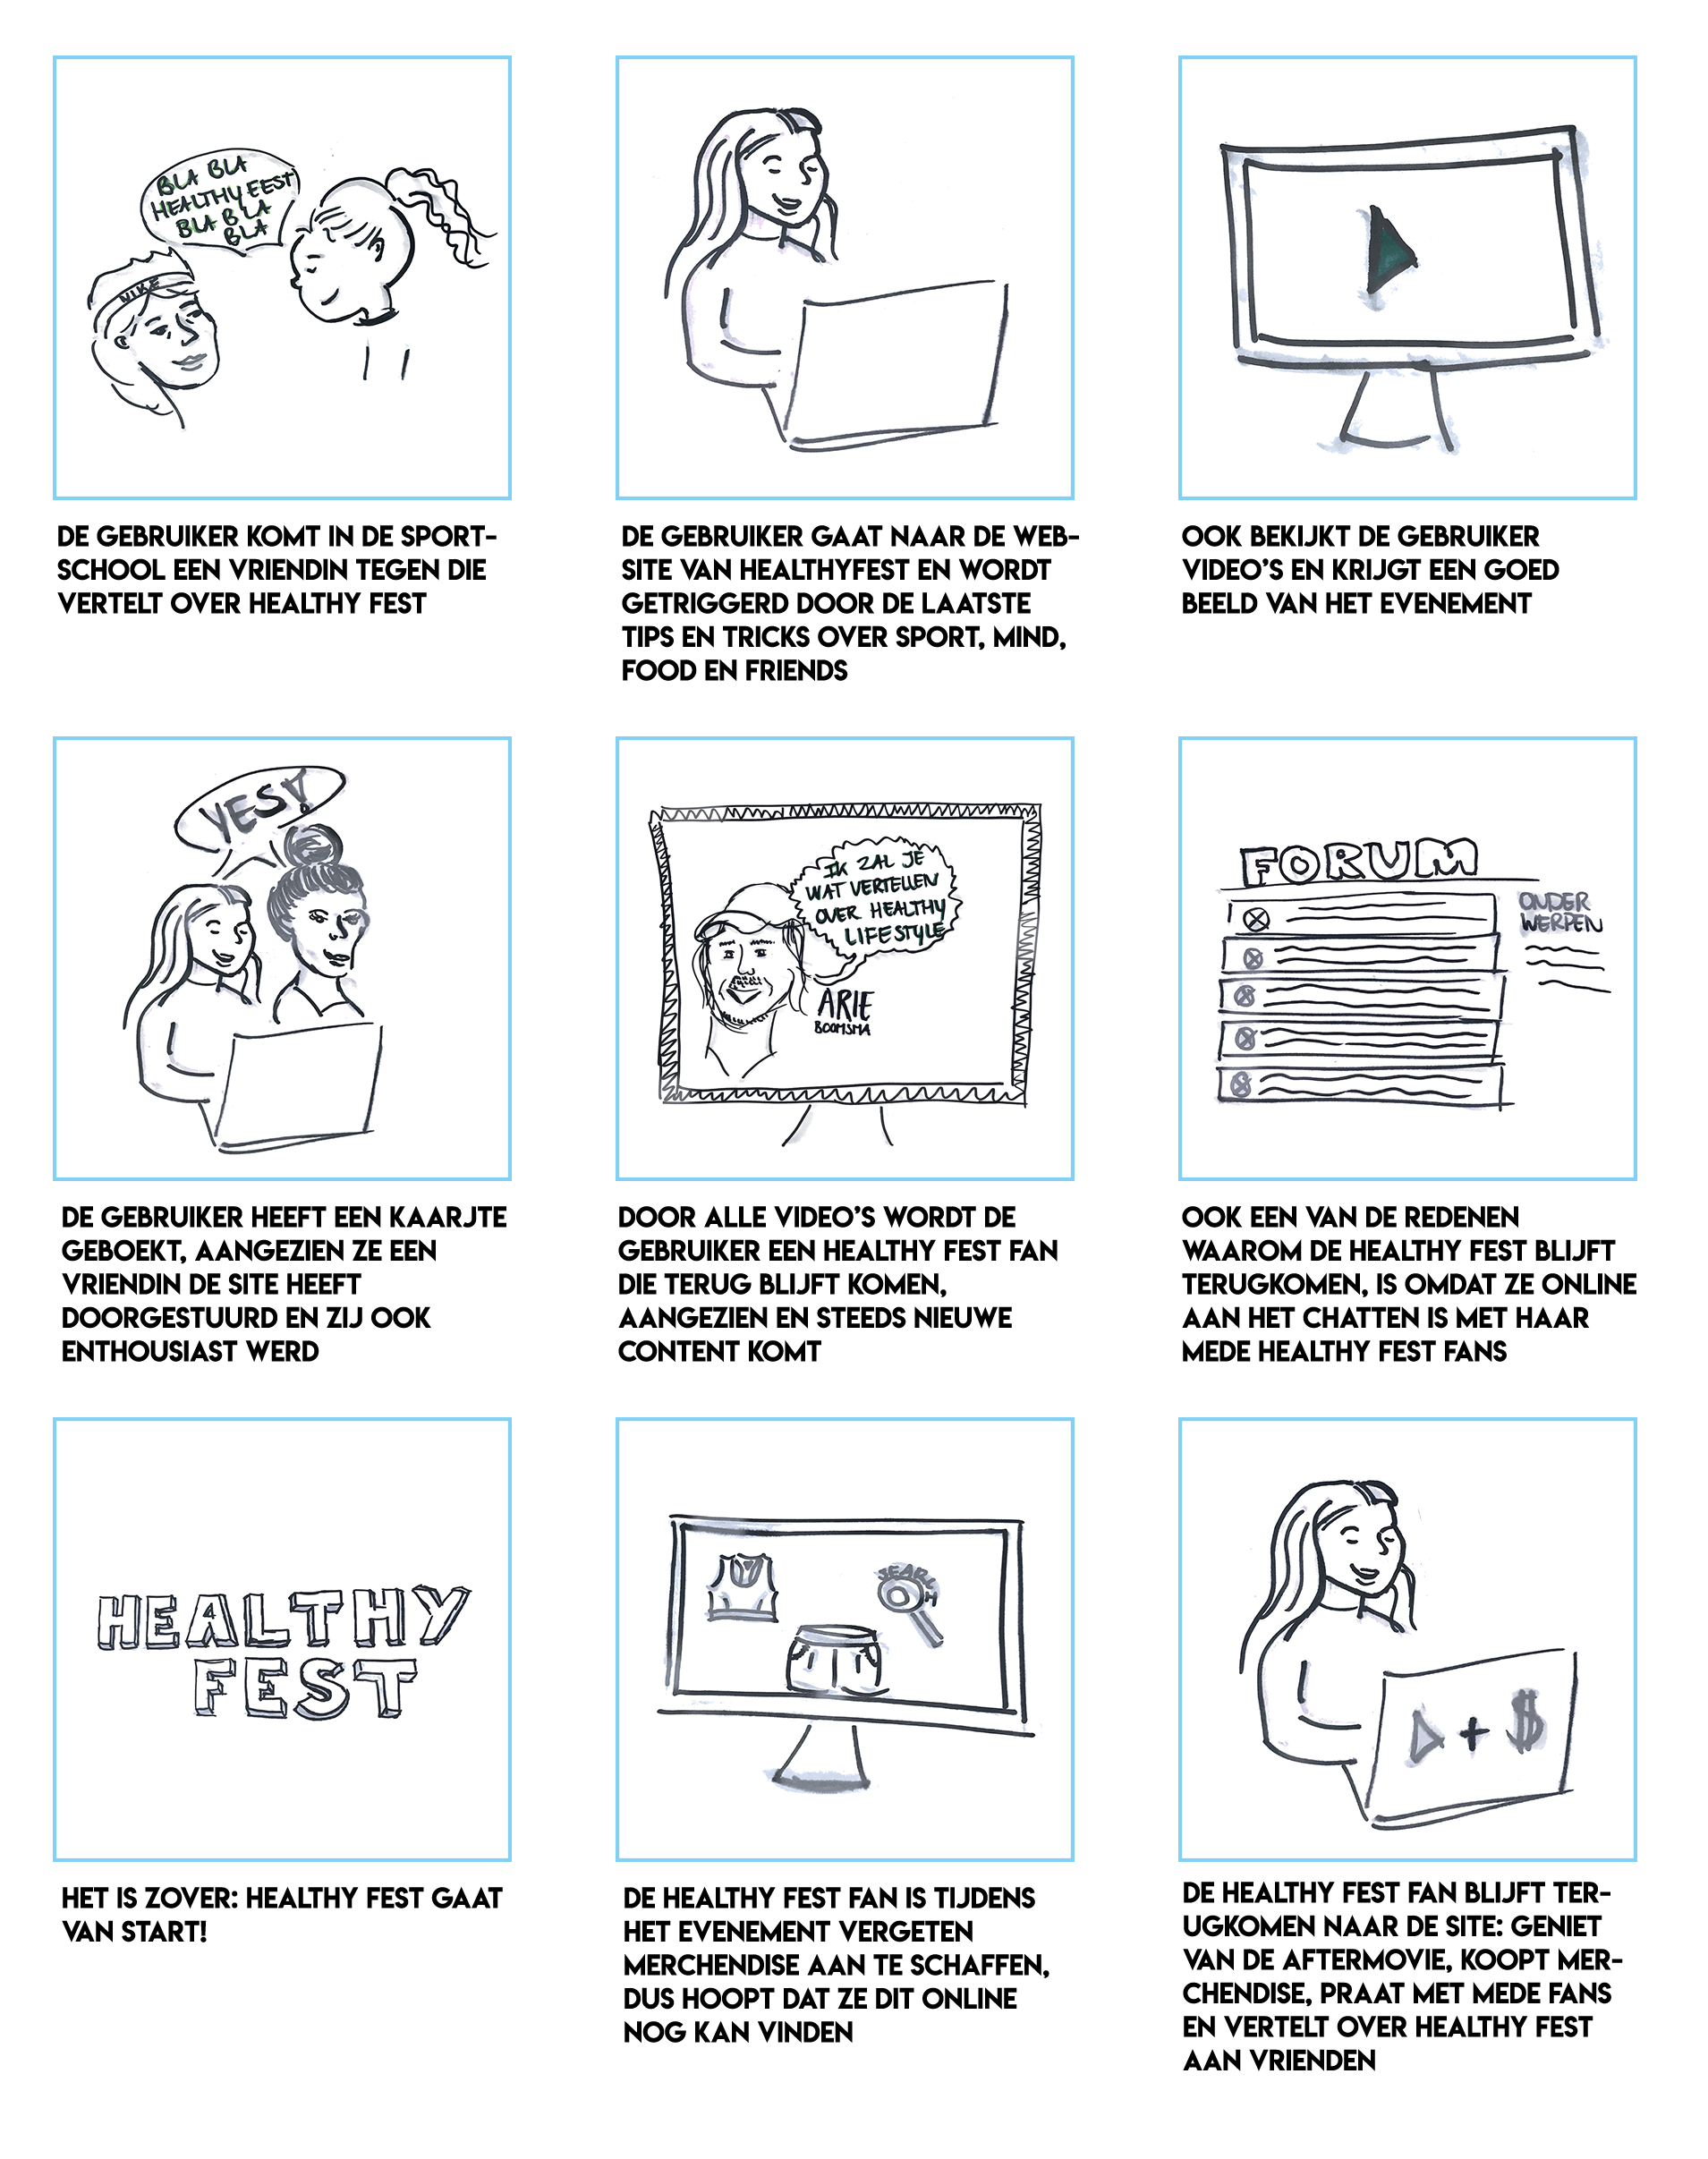 BLA BLA
HEALTHY FEST
BLA BLA
BLA
NIKE
DE GEBRUIKER KOMT IN DE SPORT-
SCHOOL EEN VRIENDIN TEGEN DIE
VERTELT OVER HEALTHY FEST
DE GEBRUIKER GAAT NAAR DE WEB-
SITE VAN HEALTHYFEST EN WORDT
GETRIGGERD DOOR DE LAATSTE
TIPS EN TRICKS OVER SPORT, MIND,
FOOD EN FRIENDS
OOK BEKIJKT DE GEBRUIKER
VIDEO'S EN KRIJGT EEN GOED
BEELD VAN HET EVENEMENT
YES!
DE GEBRUIKER HEEFT EEN KAARJTE
GEBOEKT, AANGEZIEN ZE EEN
VRIENDIN DE SITE HEEFT
DOORGESTUURD EN ZIJ OOK
ENTHOUSIAST WERD
IK ZAL JE
WAT VERTELLEN
OVER HEALTHY
LIFESTYLE
ARIE
BOOMSMA
DOOR ALLE VIDEO'S WORDT DE
GEBRUIKER EEN HEALTHY FEST FAN
DIE TERUG BLIJFT KOMEN,
AANGEZIEN EN STEEDS NIEUWE
CONTENT KOMT
FORUM
ONDER
WERPEN
OOK EEN VAN DE REDENEN
WAAROM DE HEALTHY FEST BLIJFT
TERUGKOMEN, IS OMDAT ZE ONLINE
AAN HET CHATTEN IS MET HAAR
MEDE HEALTHY FEST FANS
HEALTHY
FEST
HET IS ZOVER: HEALTHY FEST GAAT
VAN START!
SEARCH
DE HEALTHY FEST FAN IS TIJDENS
HET EVENEMENT VERGETEN
MERCHENDISE AAN TE SCHAFFEN,
DUS HOOPT DAT ZE DIT ONLINE
NOG KAN VINDEN
+ $
DE HEALTHY FEST FAN BLIJFT TER-
UGKOMEN NAAR DE SITE: GENIET
VAN DE AFTERMOVIE, KOOPT MER-
CHENDISE, PRAAT MET MEDE FANS
EN VERTELT OVER HEALTHY FEST
AAN VRIENDEN